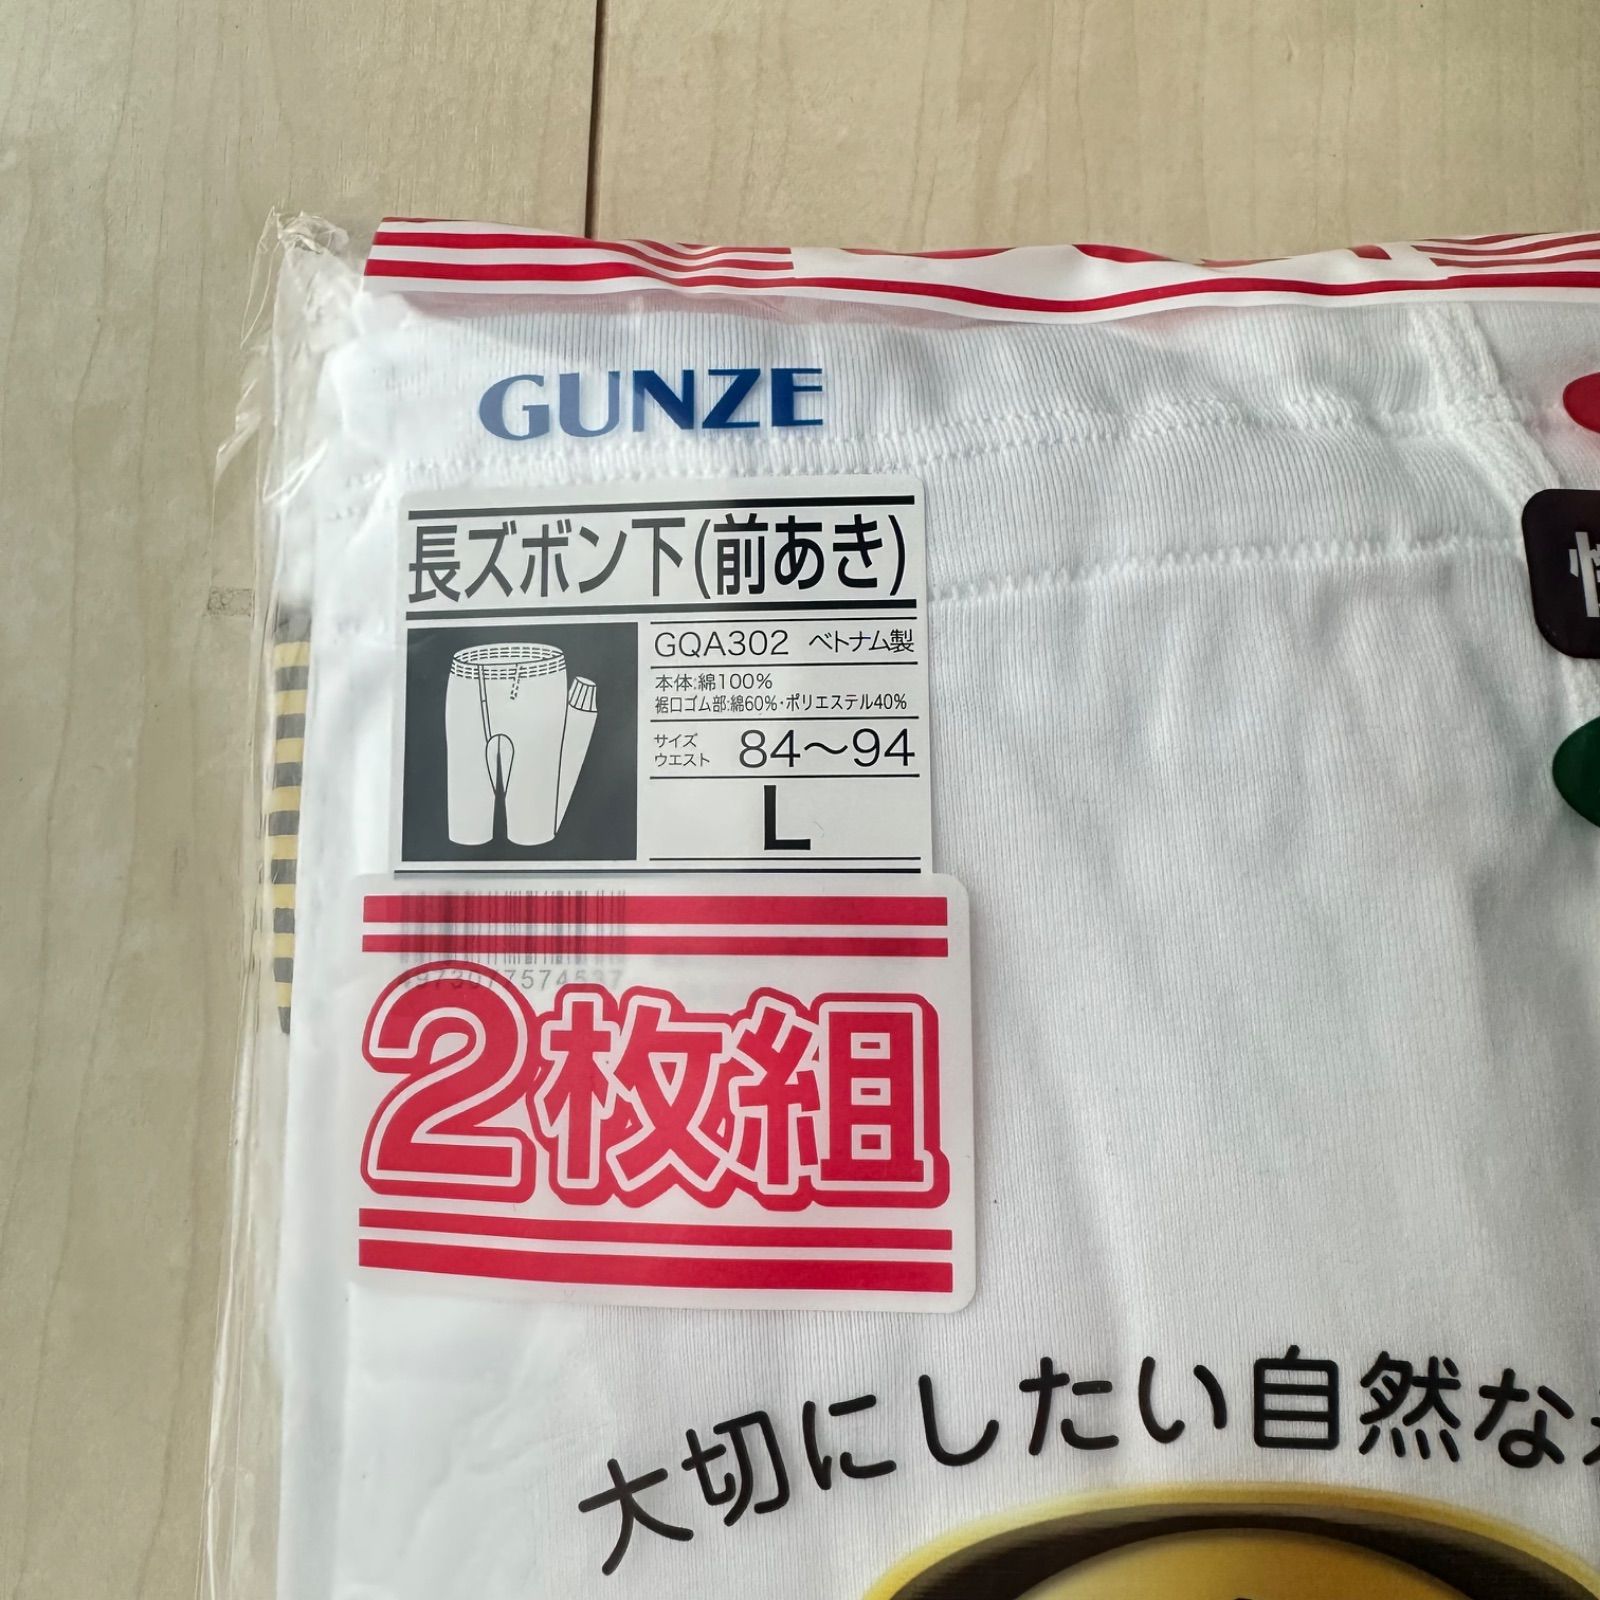 GUNZE
長ズボン下(前あき)
GQA302 ベトナム製
本体:綿100%
裾口ゴム部:綿60%・ポリエステル40%
サイズ
ウエスト 84〜94
L
4973077574537
2枚組
大切にしたい自然な